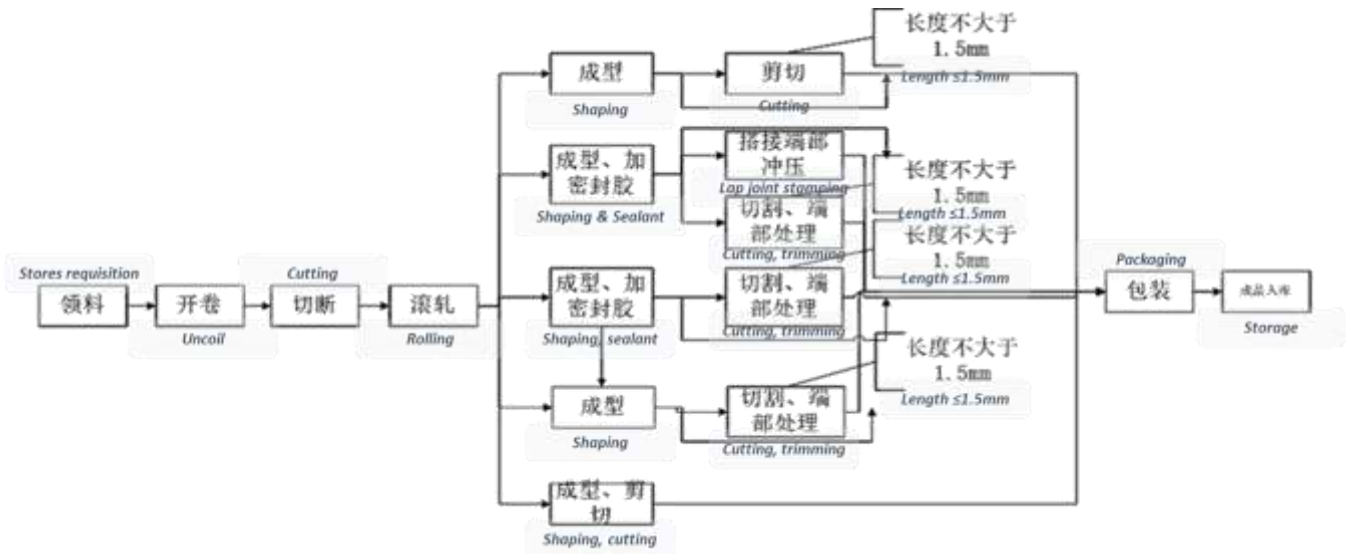 长度不大于
1.5mm
Length ≤1.5mm
成型
Shaping
剪切
Cutting
成型、加
密封胶
Shaping & Sealant
搭接端部
冲压
Lap joint stamping
长度不大于
1.5mm
Length ≤1.5mm
切割、端
部处理
Cutting, trimming
长度不大于
1.5mm
Length ≤1.5mm
Stores requisition
领料
开卷
Uncoil
Cutting
切断
滚轧
Rolling
成型、加
密封胶
Shaping, sealant
切割、端
部处理
Cutting, trimming
Packaging
包装
成品入库
Storage
长度不大于
1.5mm
Length ≤1.5mm
成型
Shaping
切割、端
部处理
Cutting, trimming
成型、剪
切
Shaping, cutting